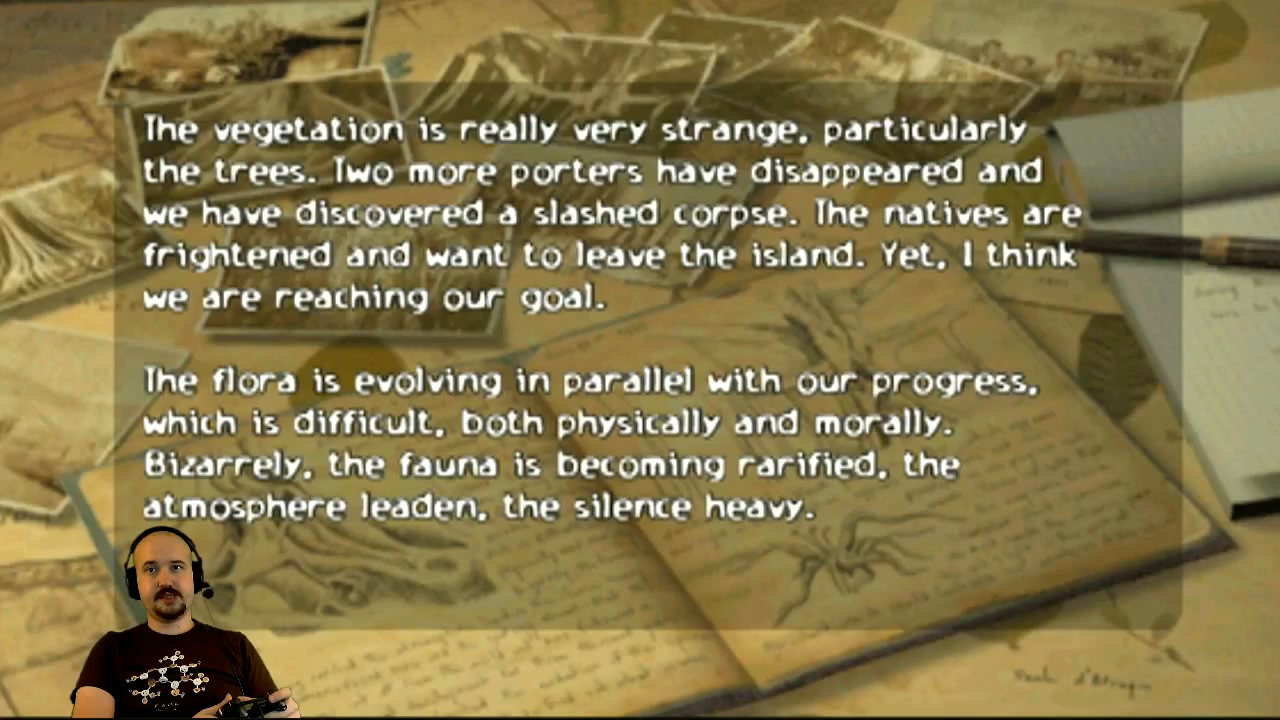 The vegetation is really very strange, particularly
the trees. Two more porters have disappeared and
we have discovered a slashed corpse. The natives are
frightened and want to leave the island. Yet, I think
we are reaching our goal.
The flora is evolving in parallel with our progress,
which is difficult, both physically and morally.
Bizarrely, the fauna is becoming rarified, the
atmosphere leaden, the silence heavy.